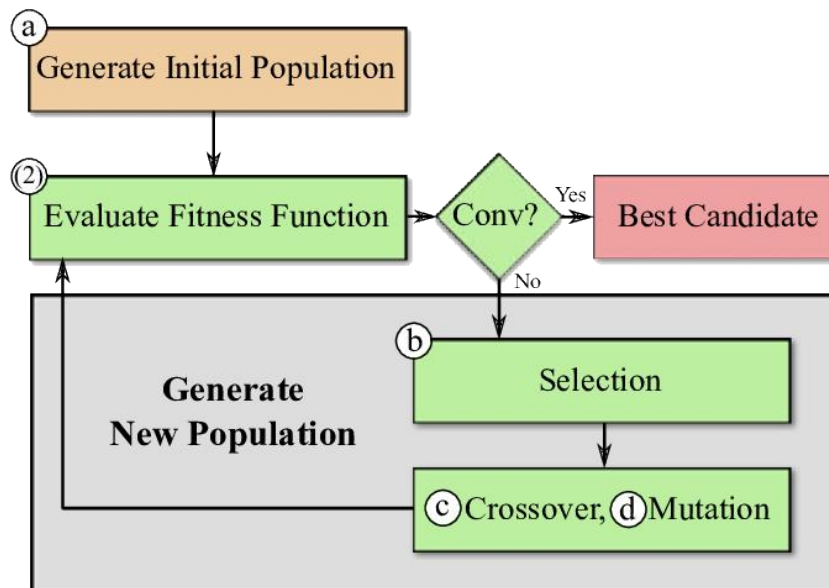 a
Generate Initial Population
(2)
Evaluate Fitness Function
Conv?
Yes
Best Candidate
No
b
Selection
Generate
New Population
c Crossover, d Mutation